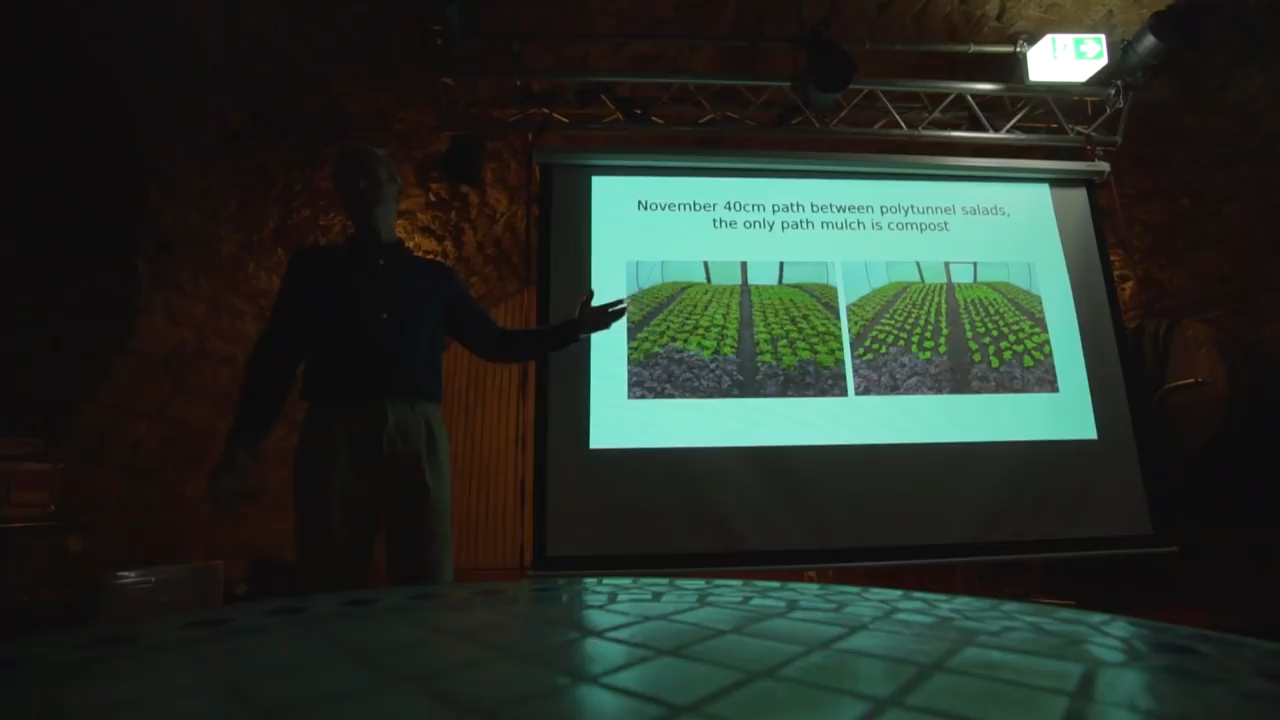 November 40cm path between polytunnel salads,
the only path mulch is compost